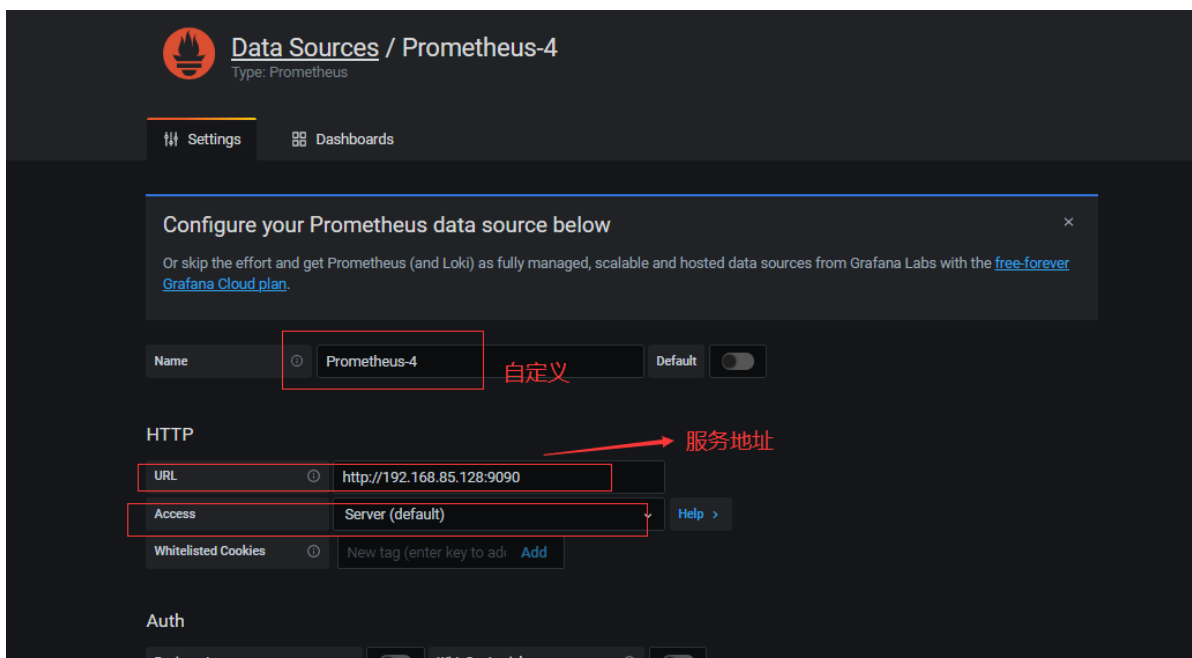 Data Sources / Prometheus-4
Type: Prometheus
Settings
Dashboards
Configure your Prometheus data source below
×
Or skip the effort and get Prometheus (and Loki) as fully managed, scalable and hosted data sources from Grafana Labs with the free-forever
Grafana Cloud plan.
Name
Prometheus-4
自定义
Default
HTTP
服务地址
URL
http://192.168.85.128:9090
Access
Server (default)
Help >
Whitelisted Cookies
New tag (enter key to ad
Add
Auth